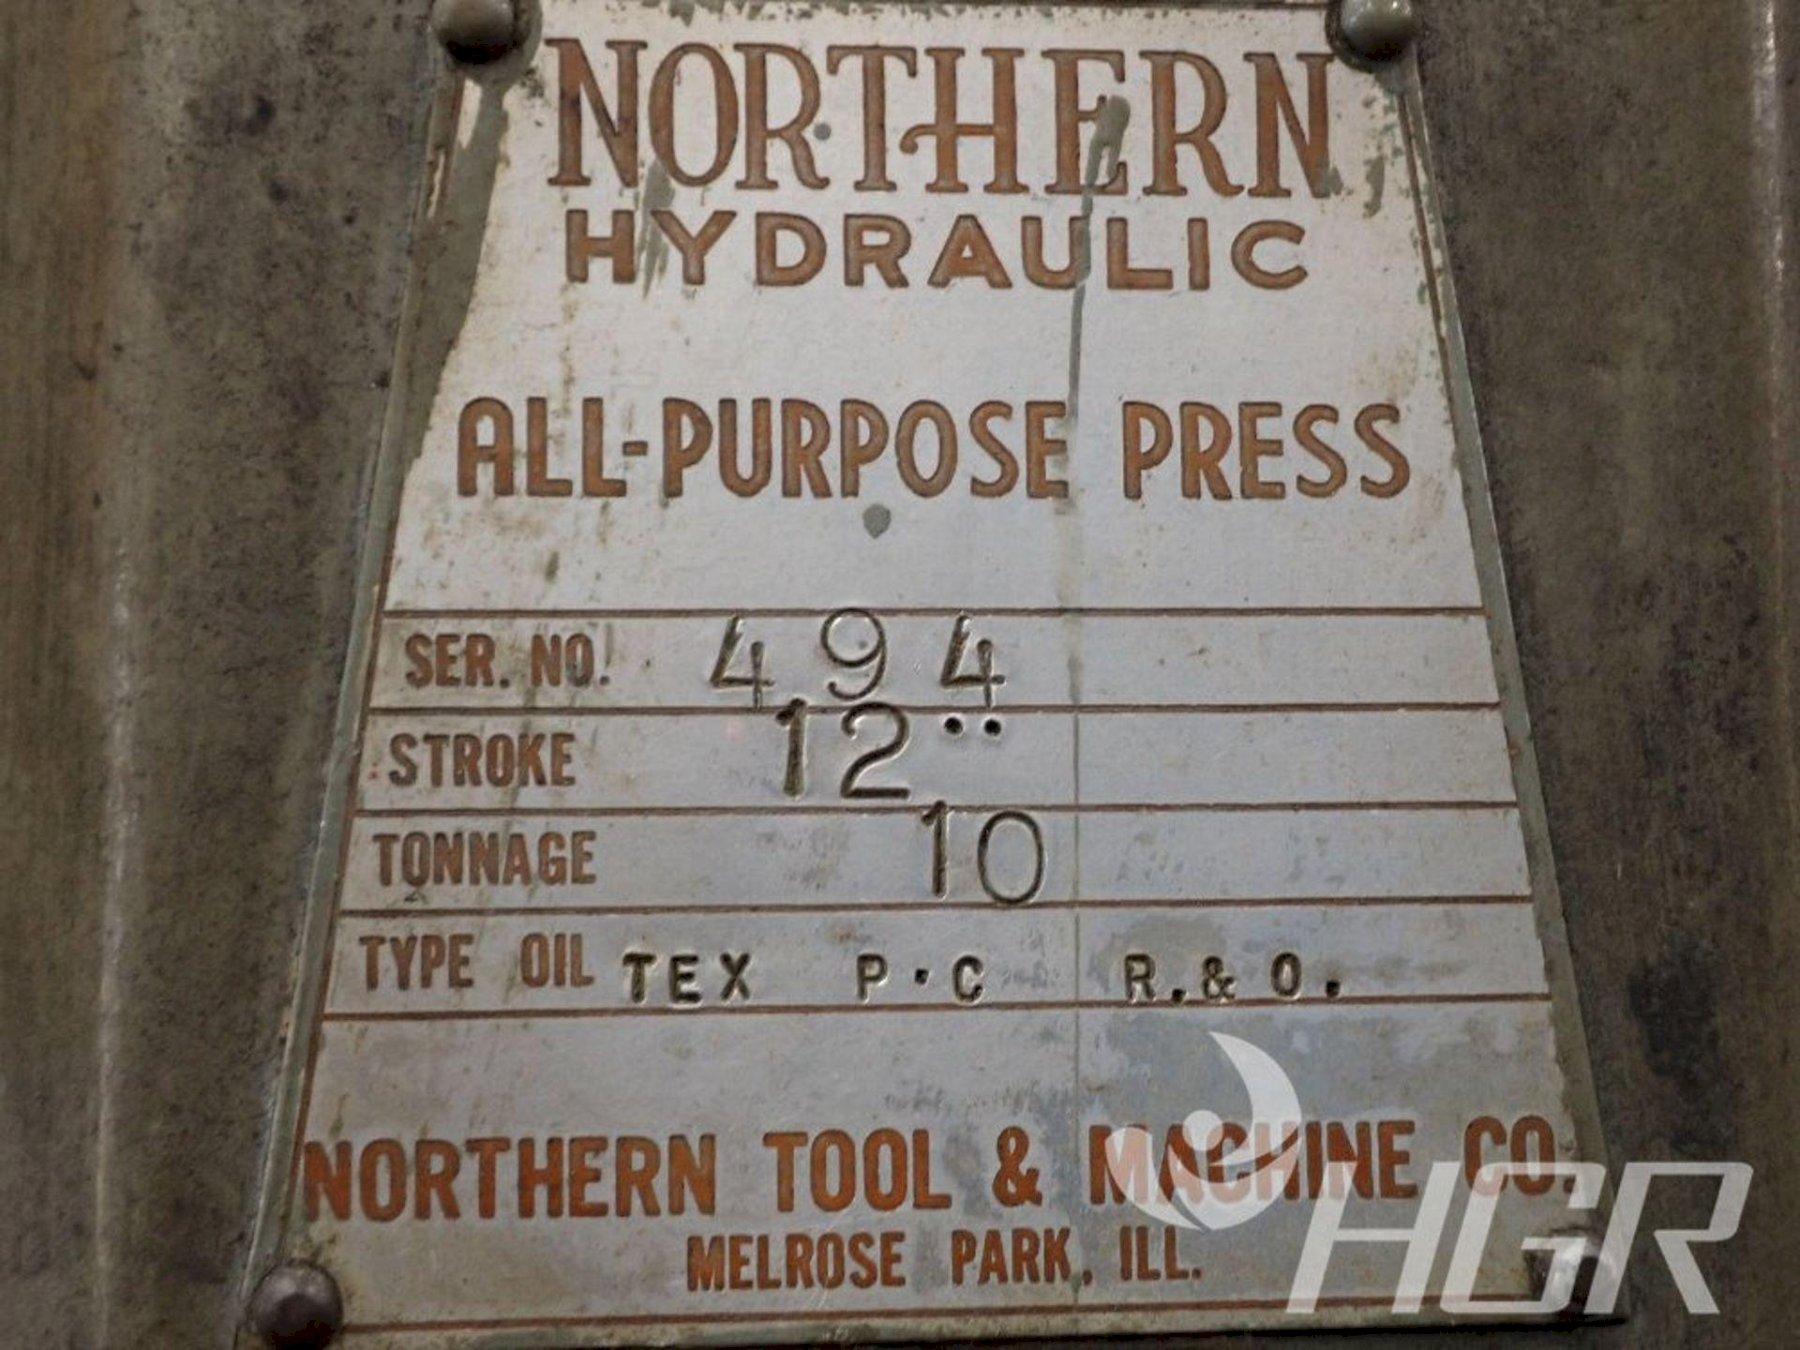 NORTHERN
HYDRAULIC
ALL-PURPOSE PRESS
SER. NO. 494
STROKE 12"
TONNAGE 10
TYPE OIL TEX P·C R.& O.
NORTHERN TOOL & MACHINE CO.
MELROSE PARK, ILL.
HGR